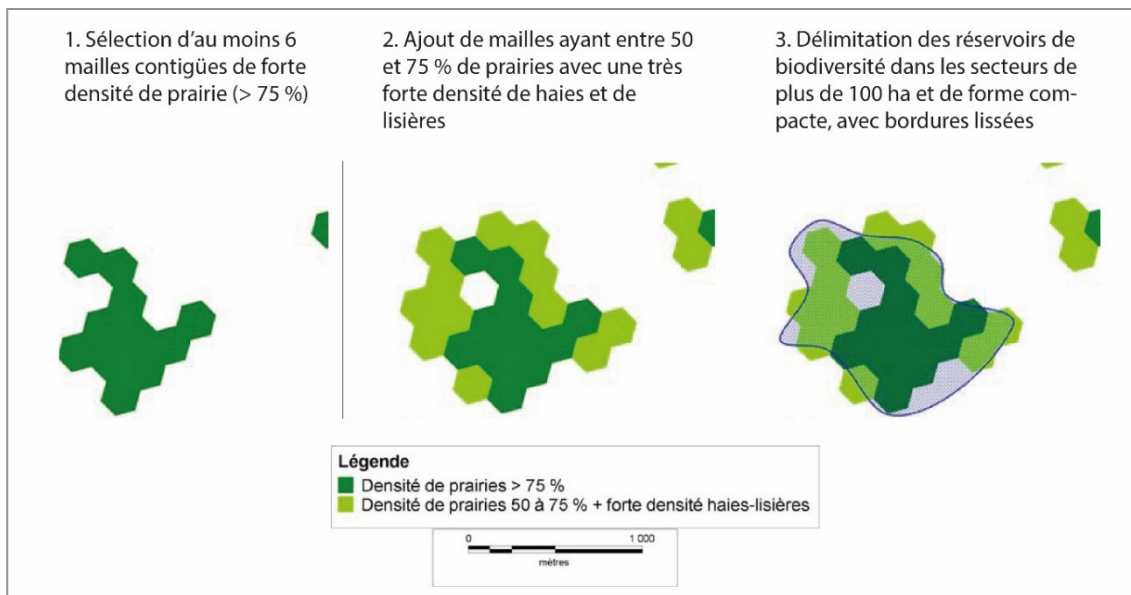 1. Sélection d’au moins 6
mailles contigües de forte
densité de prairie (> 75 %)
2. Ajout de mailles ayant entre 50
et 75 % de prairies avec une très
forte densité de haies et de
lisières
3. Délimitation des réservoirs de
biodiversité dans les secteurs de
plus de 100 ha et de forme com-
pacte, avec bordures lissées
Légende
Densité de prairies > 75 %
Densité de prairies 50 à 75 % + forte densité haies-lisières
0 1 000
mètres